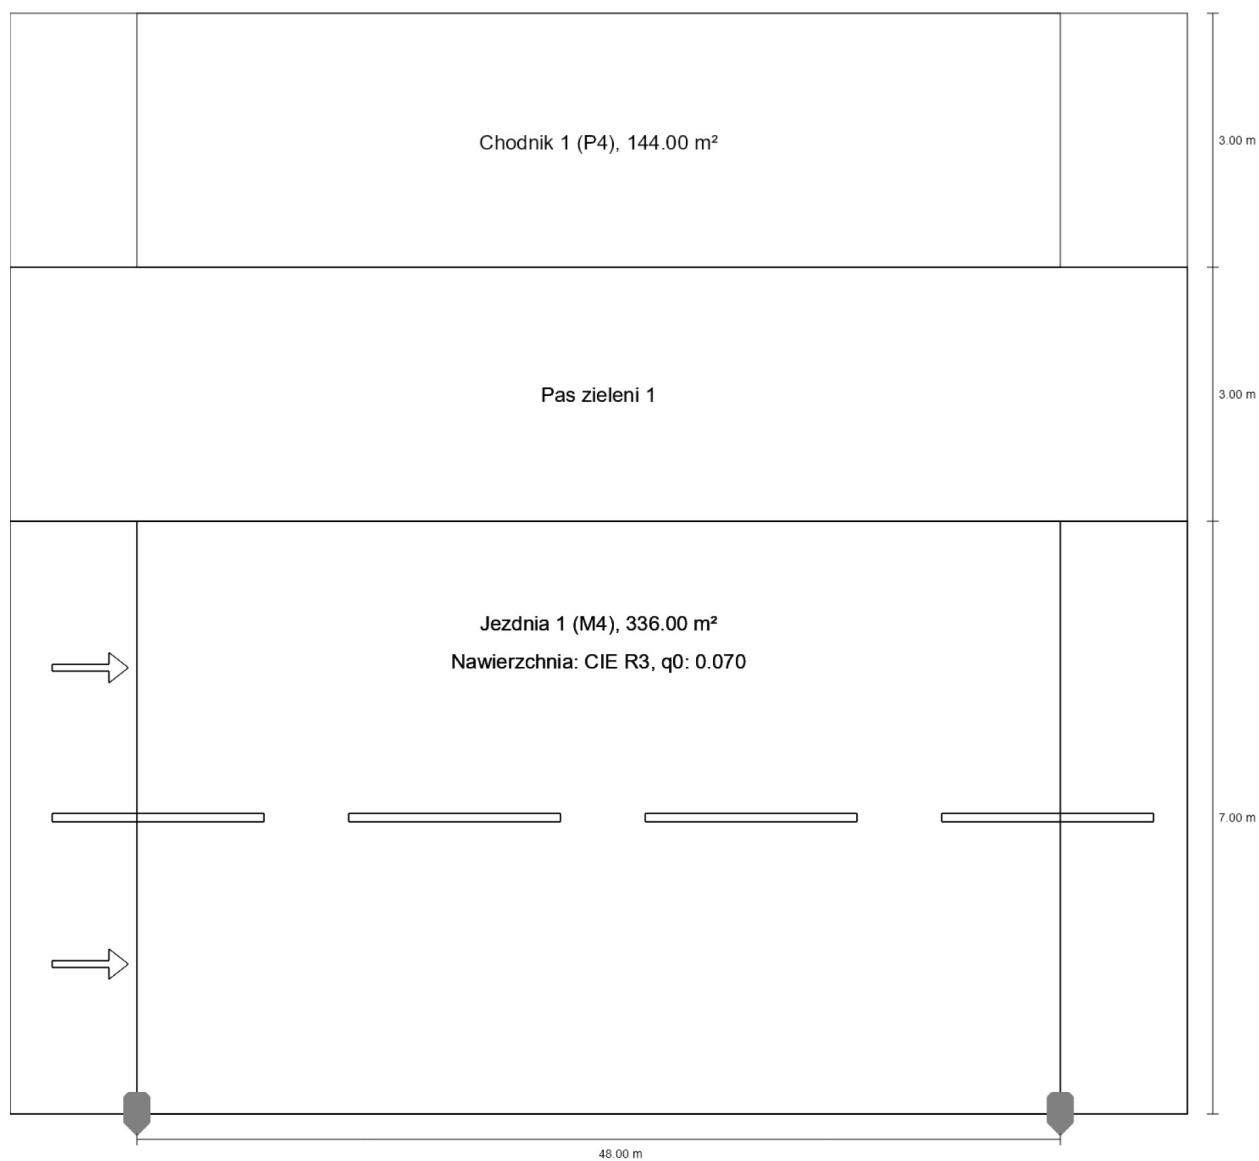 Chodnik 1 (P4), 144.00 m²
3.00 m
Pas zieleni 1
3.00 m
Jezdnia 1 (M4), 336.00 m²
Nawierzchnia: CIE R3, q0: 0.070
7.00 m
48.00 m